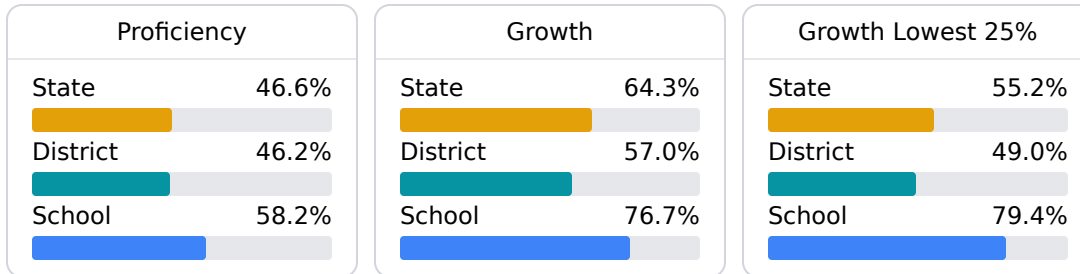 Proficiency
State 46.6%
District 46.2%
School 58.2%
Growth
State 64.3%
District 57.0%
School 76.7%
Growth Lowest 25%
State 55.2%
District 49.0%
School 79.4%